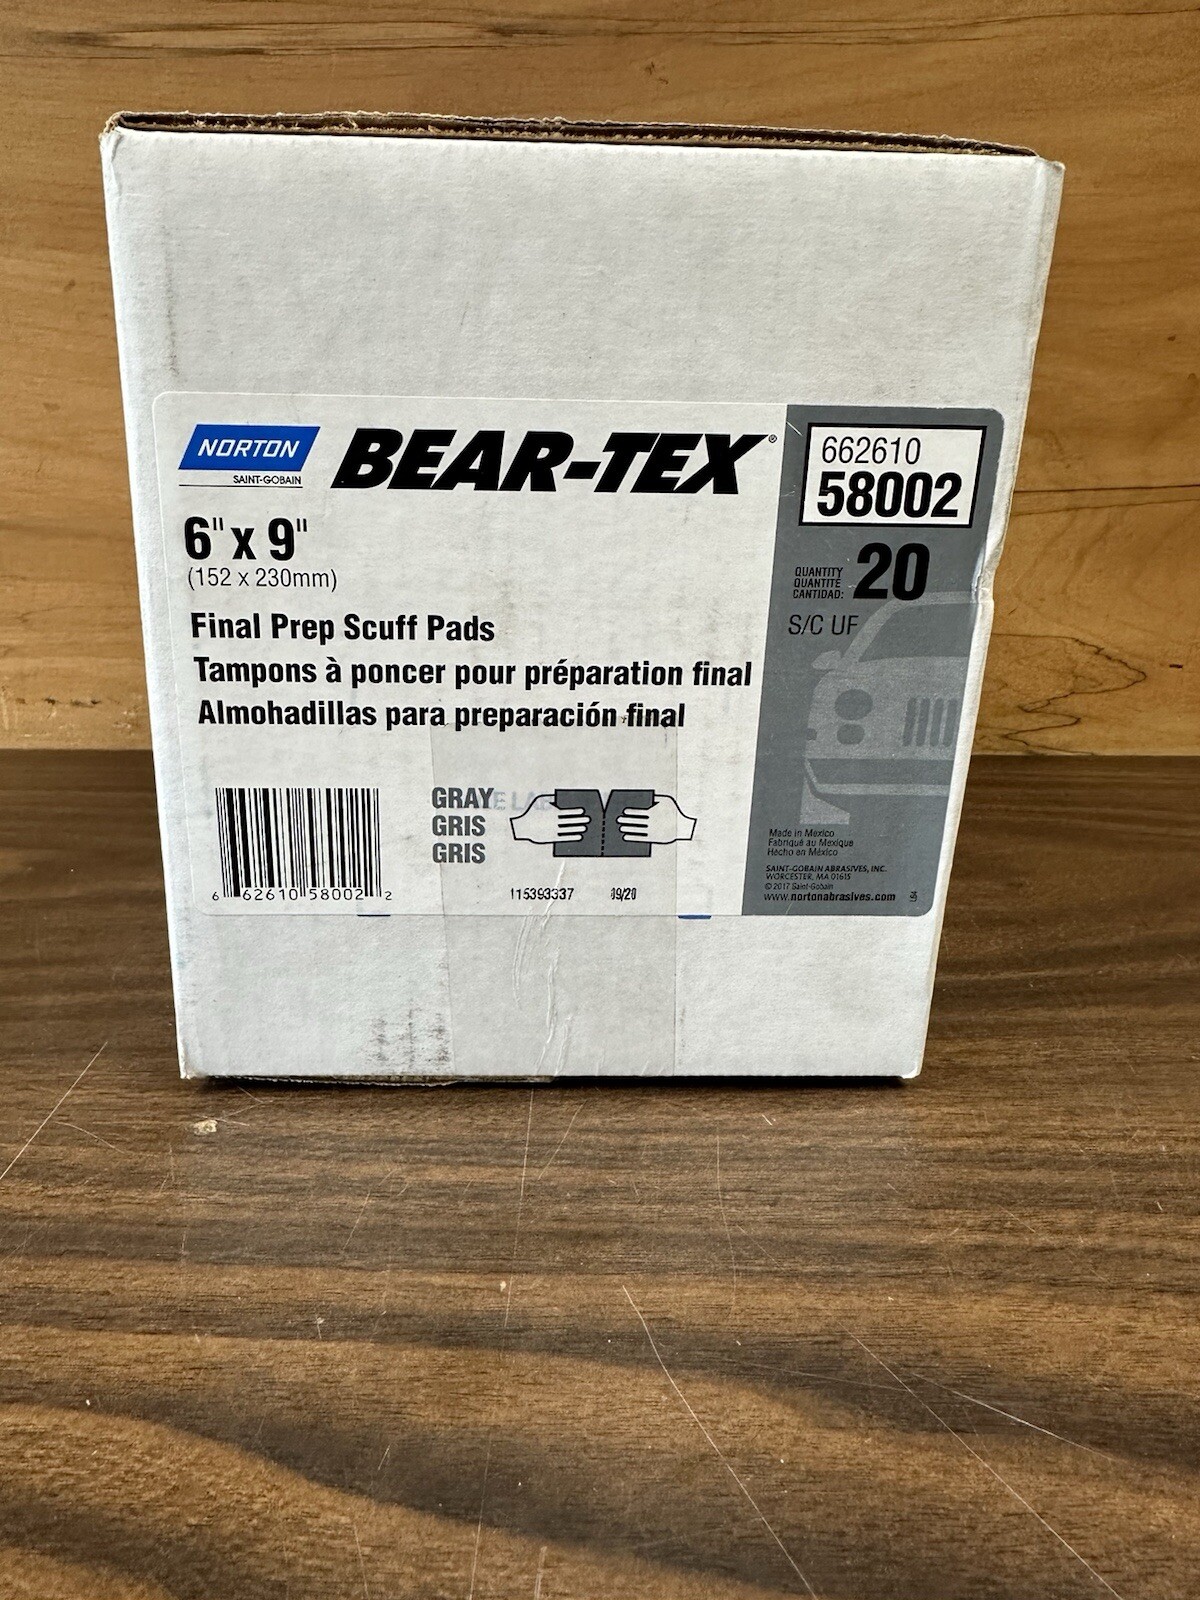 NORTON
SAINT-GOBAIN
BEAR-TEX®
6" x 9"
(152 x 230mm)
Final Prep Scuff Pads
Tampons à poncer pour préparation final
Almohadillas para preparación final
GRAY
GRIS
GRIS
6 62610 58002 2
115393337 09/20
662610
58002
QUANTITY
QUANTITÉ
CANTIDAD:
20
S/C UF
Made in Mexico
Fabriqué au Mexique
Hecho en México
SAINT-GOBAIN ABRASIVES, INC.
WORCESTER, MA 01615
© 2017 Saint-Gobain
www.nortonabrasives.com